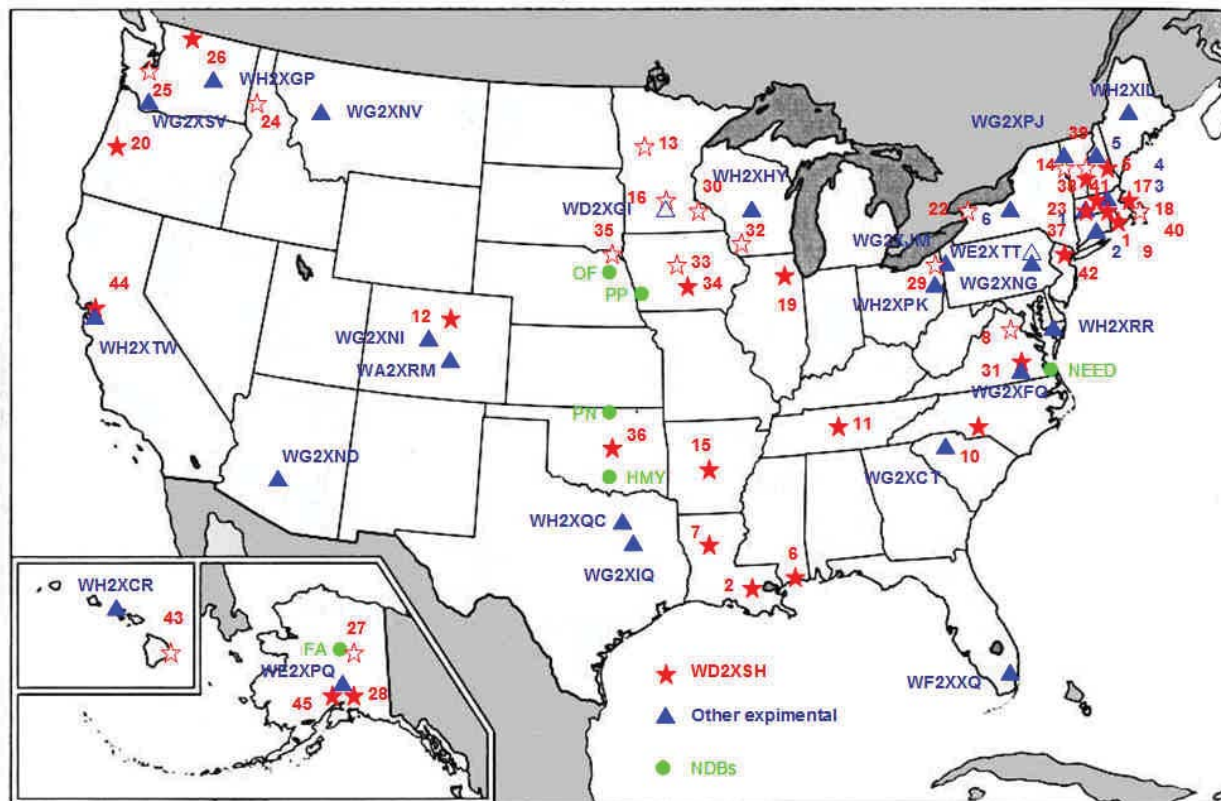 26
WH2XGP
25
WG2XSV
24
WG2XNV
20
13
WH2XIL
WG2XPJ
39
5
14
5
4
38
41
3
17
16
30
WH2XHY
WD2XGI
22
6
23
1
18
37
1
40
35
32
WG2XJM
WE2XTT
2
9
33
OF
34
29
WG2XNG
42
PP
19
WH2XPK
44
12
WG2XNI
WH2XTW
WA2XRM
8
WH2XRR
31
NEED
WG2XFQ
PN
36
15
11
WG2XND
HMY
WG2XCT
10
WH2XQC
7
WG2XIQ
6
2
WH2XCR
43
27
FA
WE2XPQ
45
28
WD2XSH
WF2XXQ
Other expimental
NDBs